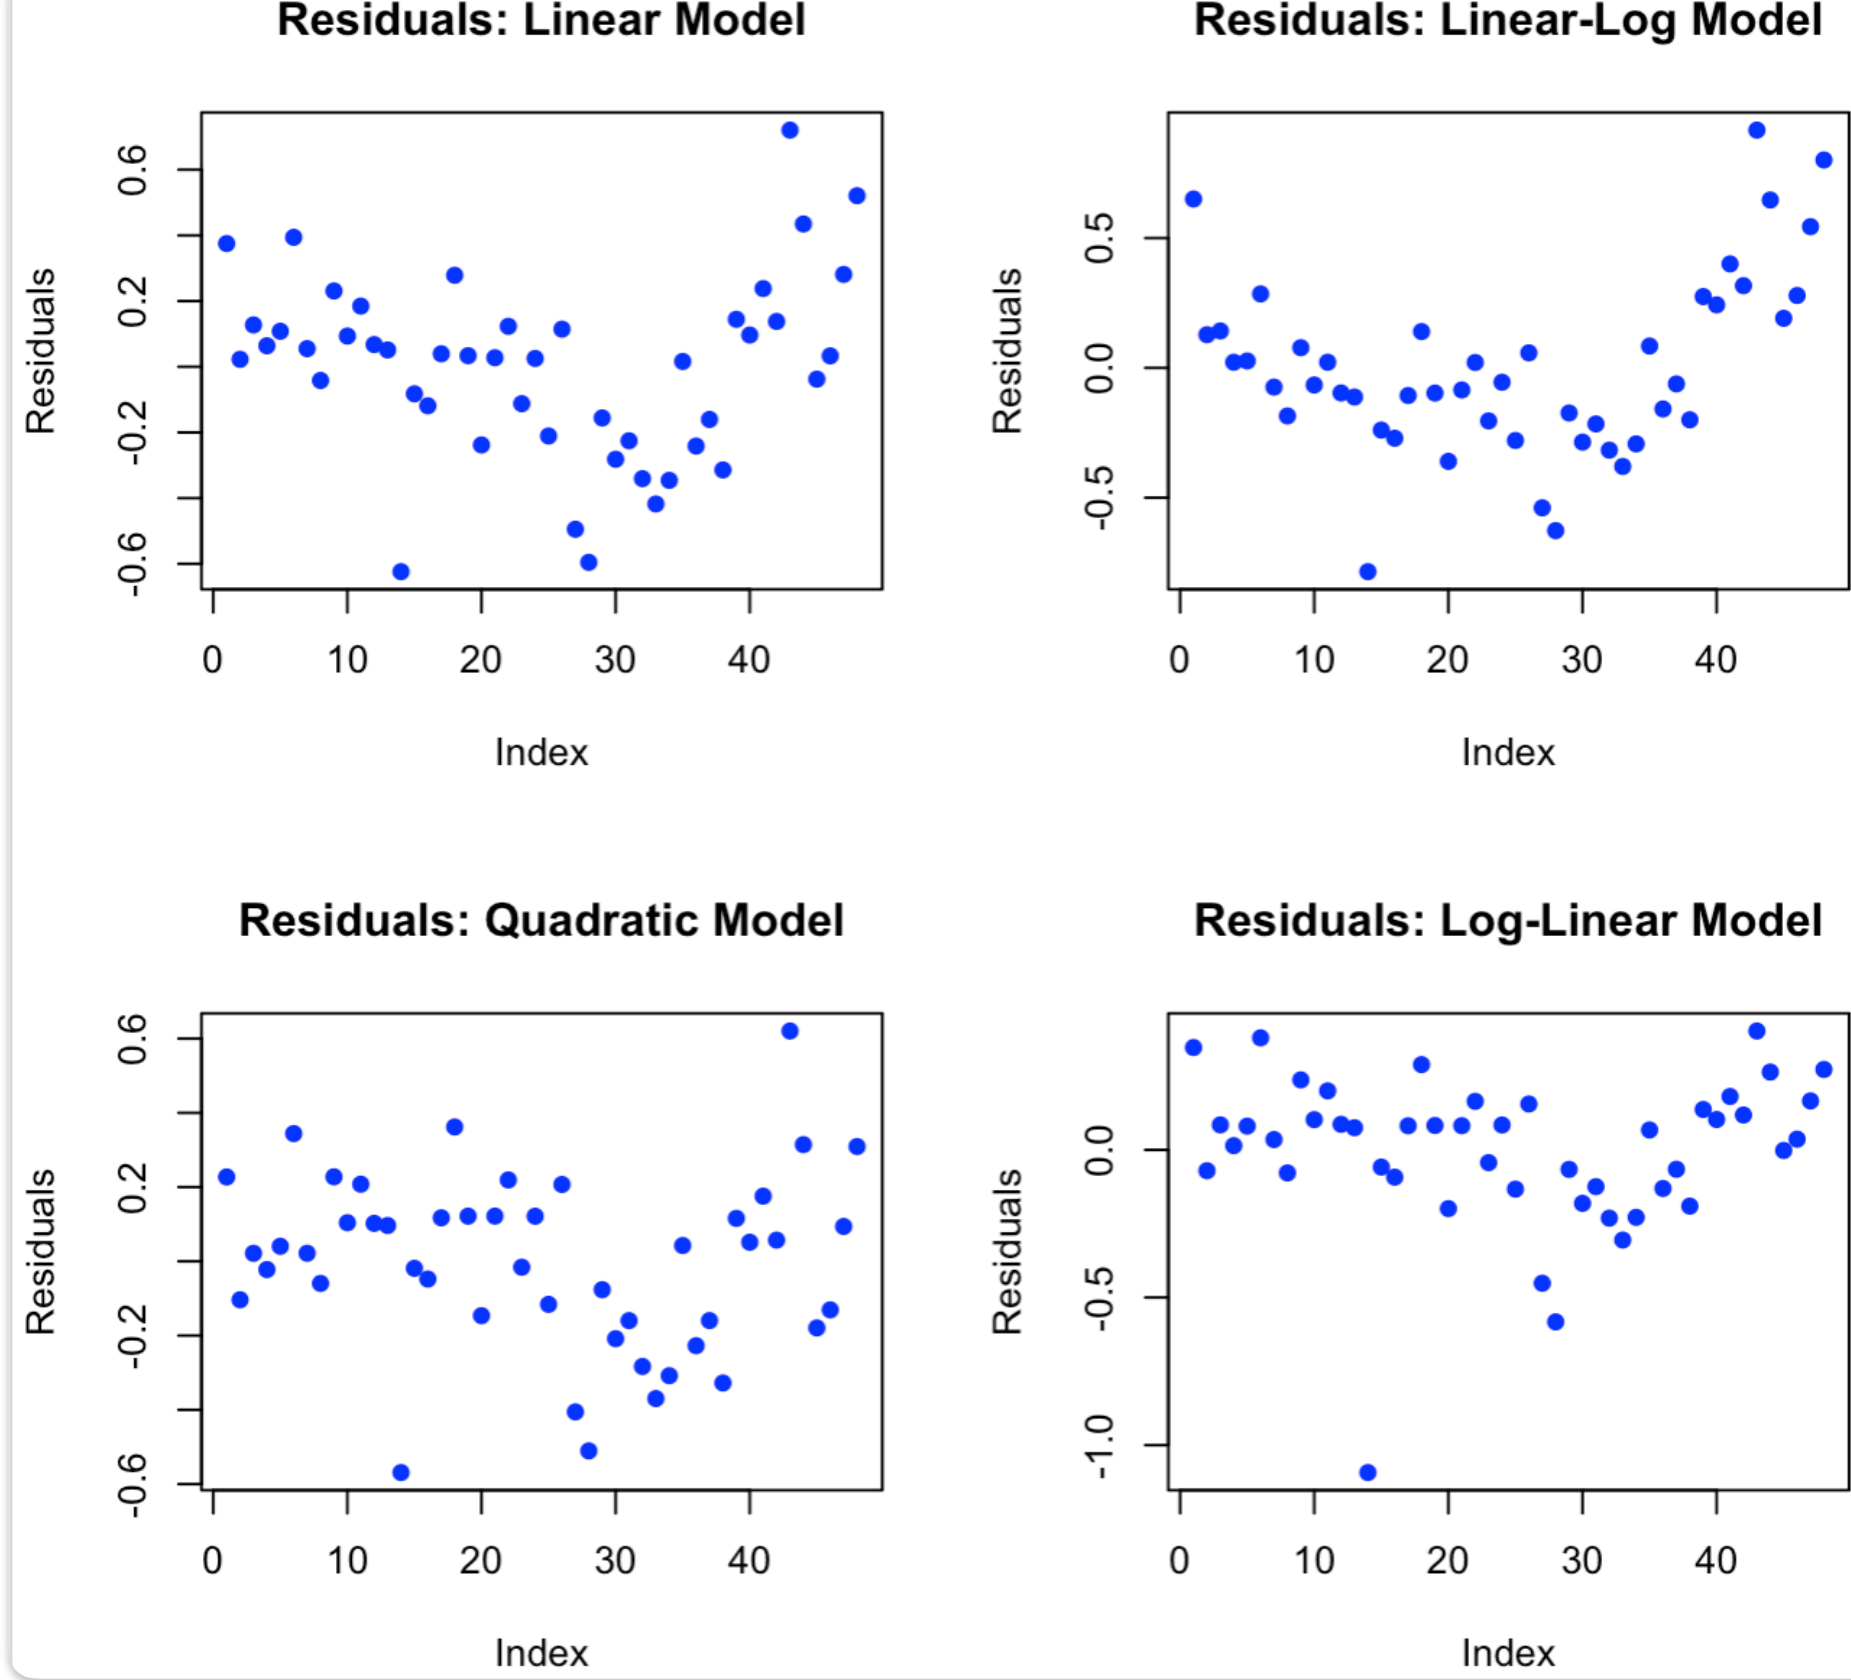 Residuals: Linear Model
Residuals
0.6
0.2
-0.2
-0.6
0 10 20 30 40
Index
Residuals: Linear-Log Model
Residuals
0.5
0.0
-0.5
0 10 20 30 40
Index
Residuals: Quadratic Model
Residuals
0.6
0.2
-0.2
-0.6
0 10 20 30 40
Index
Residuals: Log-Linear Model
Residuals
0.0
-0.5
-1.0
0 10 20 30 40
Index